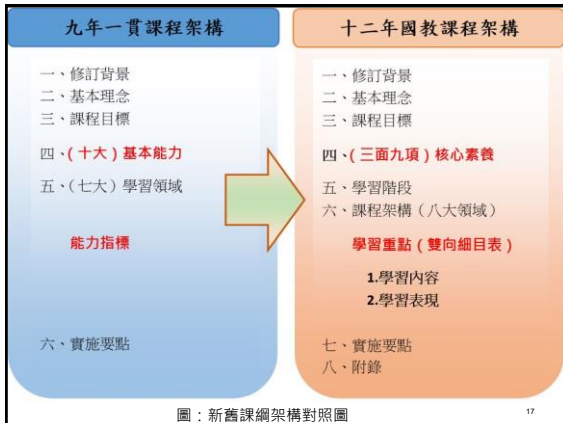 九年一貫課程架構
一、修訂背景
二、基本理念
三、課程目標
四、(十大)基本能力
五、(七大)學習領域
能力指標
六、實施要點
十二年國教課程架構
一、修訂背景
二、基本理念
三、課程目標
四、(三面九項)核心素養
五、學習階段
六、課程架構(八大領域)
學習重點(雙向細目表)
1.學習內容
2.學習表現
七、實施要點
八、附錄
圖：新舊課綱架構對照圖
17